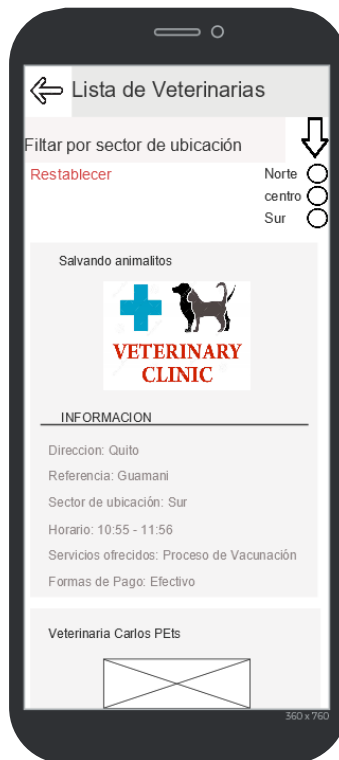 Lista de Veterinarias
Filtar por sector de ubicación
Restablecer
Norte
centro
Sur
Salvando animalitos
VETERINARY
CLINIC
INFORMACION
Direccion: Quito
Referencia: Guamani
Sector de ubicación: Sur
Horario: 10:55 - 11:56
Servicios ofrecidos: Proceso de Vacunación
Formas de Pago: Efectivo
Veterinaria Carlos PEts
360 x 760